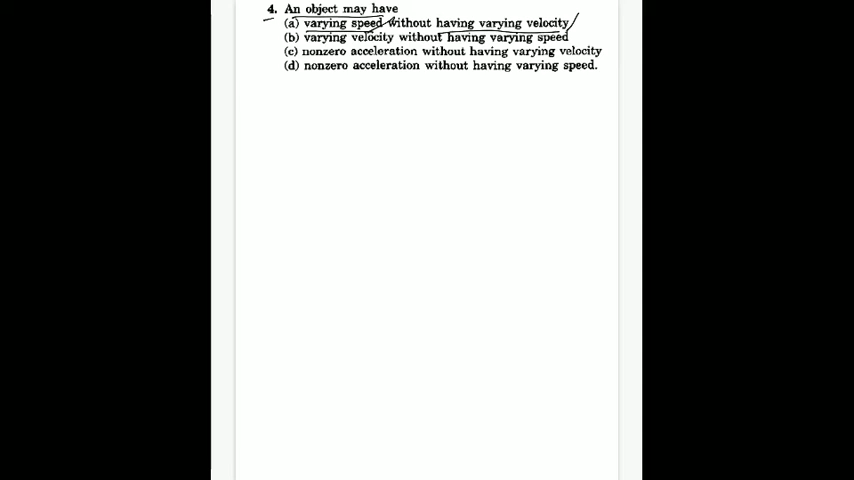 4. An object may have
(a) varying speed without having varying velocity
(b) varying velocity without having varying speed
(c) nonzero acceleration without having varying velocity
(d) nonzero acceleration without having varying speed.